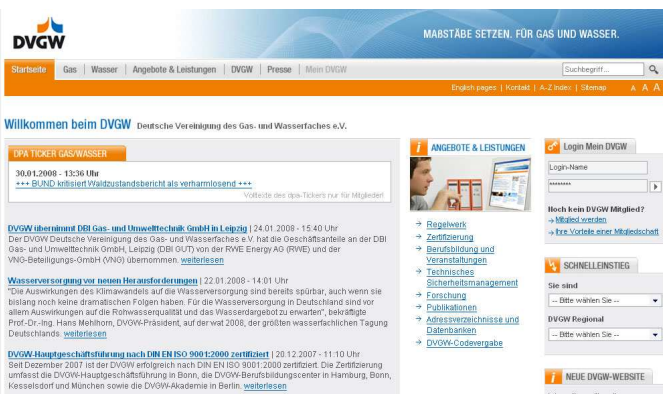 DVGW
MAßSTÄBE SETZEN. FÜR GAS UND WASSER.
Startseite Gas Wasser Angebote & Leistungen DVGW Presse Mein DVGW
Suchbegriff...
English pages | Kontakt | A-Z Index | Sitemap A A A
Willkommen beim DVGW Deutsche Vereinigung des Gas- und Wasserfaches e.V.
DPA TICKER GAS/WASSER
30.01.2008 - 13:36 Uhr
+++ BUND kritisiert Waldzustandsbericht als verharmlosend +++
Volltexte des dpa-Tickers nur für Mitglieder!
DVGW übernimmt DBI Gas- und Umwelttechnik GmbH in Leipzig | 24.01.2008 - 15:40 Uhr
Der DVGW Deutsche Vereinigung des Gas- und Wasserfaches e.V. hat die Geschäftsanteile an der DBI
Gas- und Umwelttechnik GmbH, Leipzig (DBI GUT) von der RWE Energy AG (RWE) und der
VNG-Beteiligungs-GmbH (VNG) übernommen. weiterlesen
Wasserversorgung vor neuen Herausforderungen | 22.01.2008 - 14:01 Uhr
"Die Auswirkungen des Klimawandels auf die Wasserversorgung sind bereits spürbar, auch wenn sie
bislang noch keine dramatischen Folgen haben. Für die Wasserversorgung in Deutschland sind vor
allem Auswirkungen auf die Rohwasserqualität und das Wasserdargebot zu erwarten", bekräftigte
Prof.-Dr.-Ing. Hans Mehlhorn, DVGW-Präsident, auf der wat 2008, der größten wasserfachlichen Tagung
Deutschlands. weiterlesen
DVGW-Hauptgeschäftsführung nach DIN EN ISO 9001:2000 zertifiziert | 20.12.2007 - 11:10 Uhr
Seit Dezember 2007 ist der DVGW erfolgreich nach DIN EN ISO 9001:2000 zertifiziert. Die Zertifizierung
umfasst die DVGW-Hauptgeschäftsführung in Bonn, die DVGW-Berufsbildungscenter in Hamburg, Bonn,
Kesselsdorf und München sowie die DVGW-Akademie in Berlin. weiterlesen
ANGEBOTE & LEISTUNGEN
Regelwerk
Zertifizierung
Berufsbildung und
Veranstaltungen
Technisches
Sicherheitsmanagement
Forschung
Publikationen
Adressverzeichnisse und
Datenbanken
DVGW-Codevergabe
Login Mein DVGW
Login-Name
********
Noch kein DVGW Mitglied?
Mitglied werden
Ihre Vorteile einer Mitgliedschaft
SCHNELLEINSTIEG
Sie sind
-- Bitte wählen Sie --
DVGW Regional
-- Bitte wählen Sie --
NEUE DVGW-WEBSITE